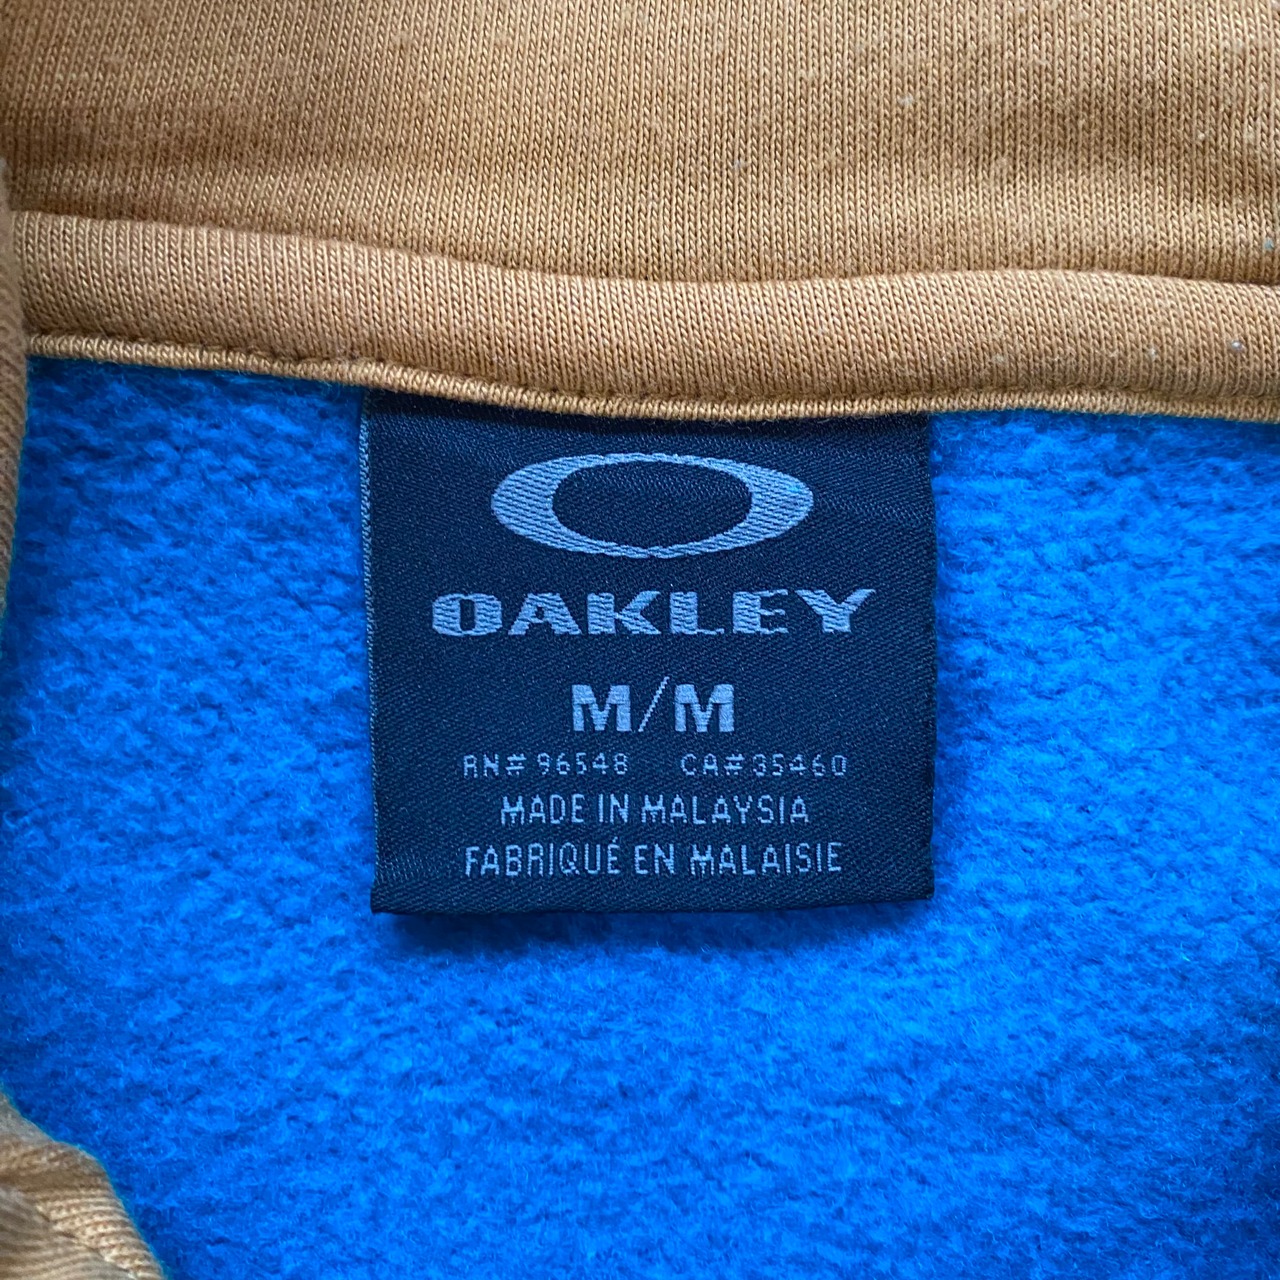 OAKLEY
M/M
RN# 96548 CA# 35460
MADE IN MALAYSIA
FABRIQUÉ EN MALAISIE